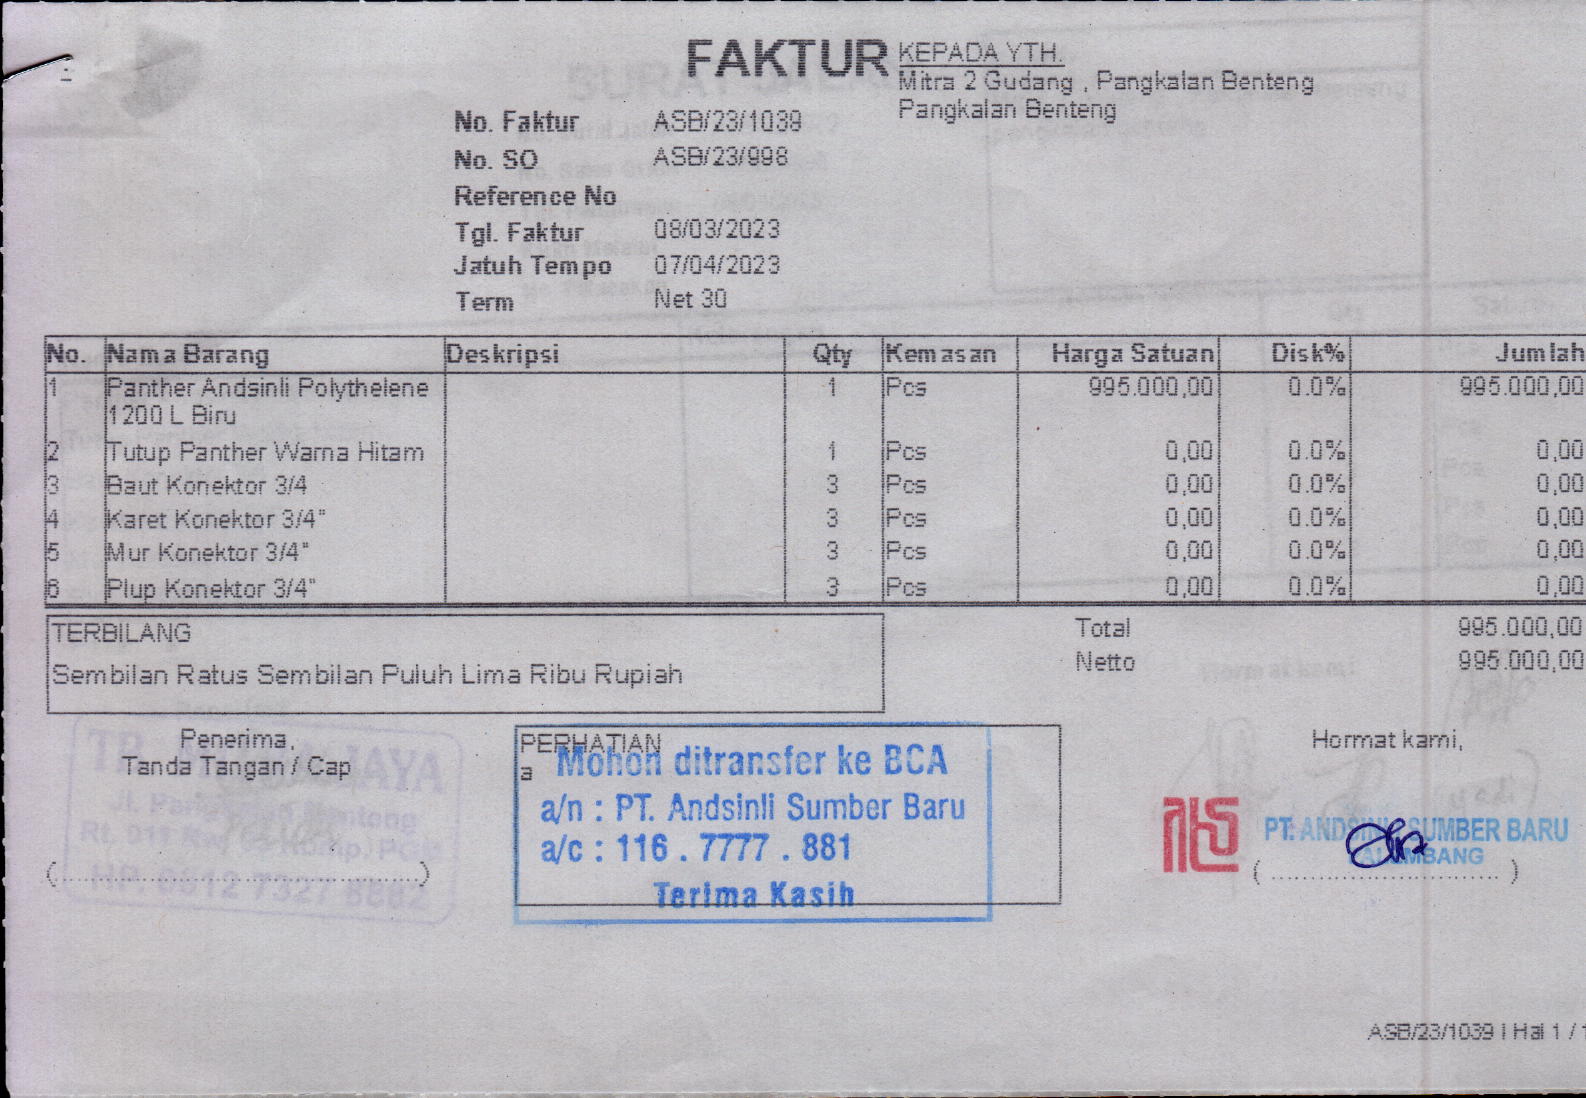 FAKTUR
KEPADA YTH.
Mitra 2 Gudang , Pangkalan Benteng
Pangkalan Benteng
No. Faktur ASB/23/1039
No. SO ASB/23/998
Reference No
Tgl. Faktur 08/03/2023
Jatuh Tempo 07/04/2023
Term Net 30
No. Nama Barang Deskripsi Qty Kemasan Harga Satuan Disk% Jumlah
1 Panther Andsinli Polythelene 1 Pcs 995.000,00 0.0% 995.000,00
1200 L Biru
2 Tutup Panther Warna Hitam 1 Pcs 0,00 0.0% 0,00
3 Baut Konektor 3/4 3 Pcs 0,00 0.0% 0,00
4 Karet Konektor 3/4" 3 Pcs 0,00 0.0% 0,00
5 Mur Konektor 3/4" 3 Pcs 0,00 0.0% 0,00
6 Plup Konektor 3/4" 3 Pcs 0,00 0.0% 0,00
TERBILANG
Sembilan Ratus Sembilan Puluh Lima Ribu Rupiah
Total 995.000,00
Netto 995.000,00
Penerima,
Tanda Tangan / Cap
(......................................................)
JAYA
Jl.
HP. 0812 7327 8882
PERHATIAN
a
Mohon ditransfer ke BCA
a/n : PT. Andsinli Sumber Baru
a/c : 116 . 7777 . 881
Terima Kasih
Hormat kami,
PT. ANDSINLI SUMBER BARU
( .................................. )
ASB/23/1039 | Hal 1 / 1